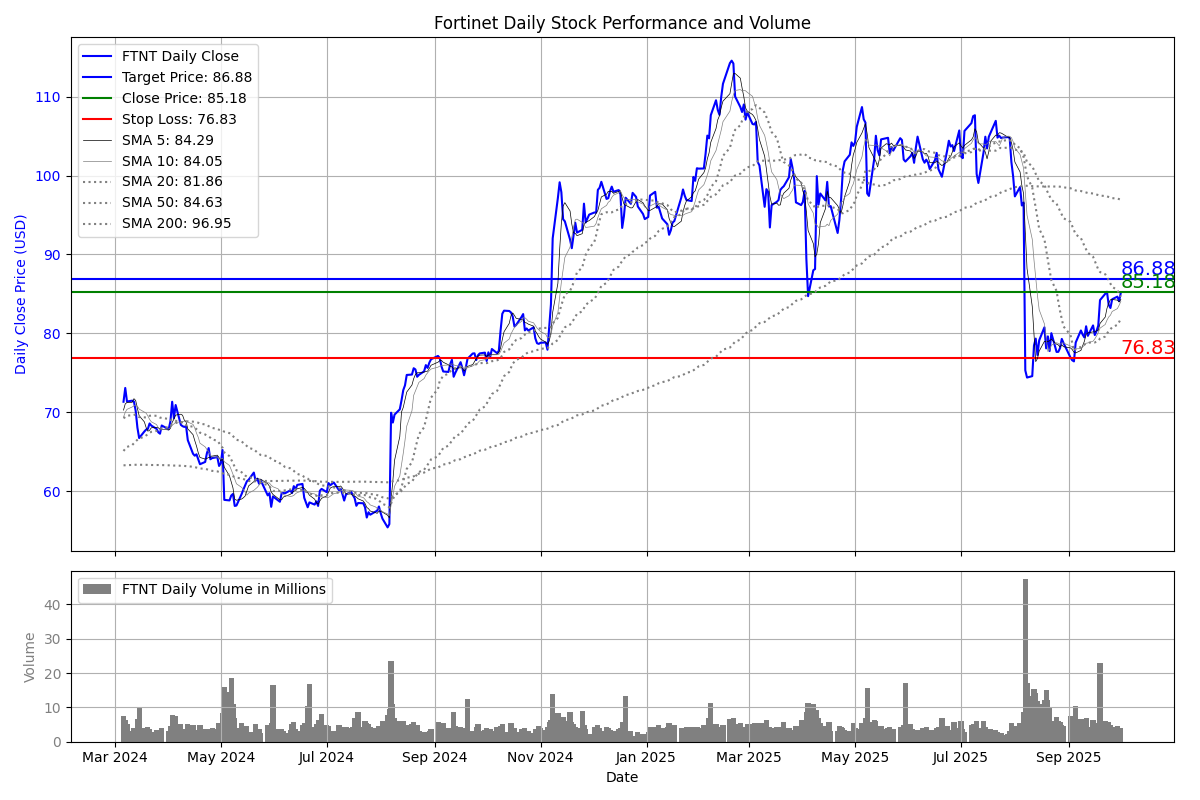 Fortinet Daily Stock Performance and Volume
FTNT Daily Close
Target Price: 86.88
Close Price: 85.18
Stop Loss: 76.83
SMA 5: 84.29
SMA 10: 84.05
SMA 20: 81.86
SMA 50: 84.63
SMA 200: 96.95
Daily Close Price (USD)
110
100
90
80
70
60
86.88
85.18
76.83
FTNT Daily Volume in Millions
Volume
40
30
20
10
0
Mar 2024 May 2024 Jul 2024 Sep 2024 Nov 2024 Jan 2025 Mar 2025 May 2025 Jul 2025 Sep 2025
Date